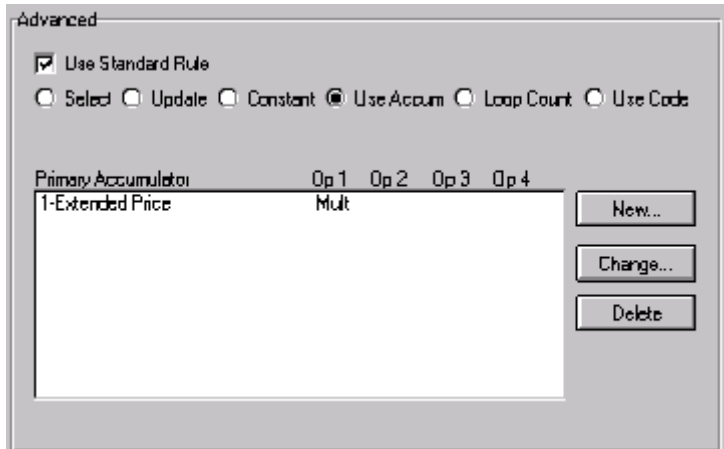 Advanced
Use Standard Rule
Select Update Constant Use Accum Loop Count Use Code
Primary Accumulator Op 1 Op 2 Op 3 Op 4
1-Extended Price Mult
New...
Change...
Delete